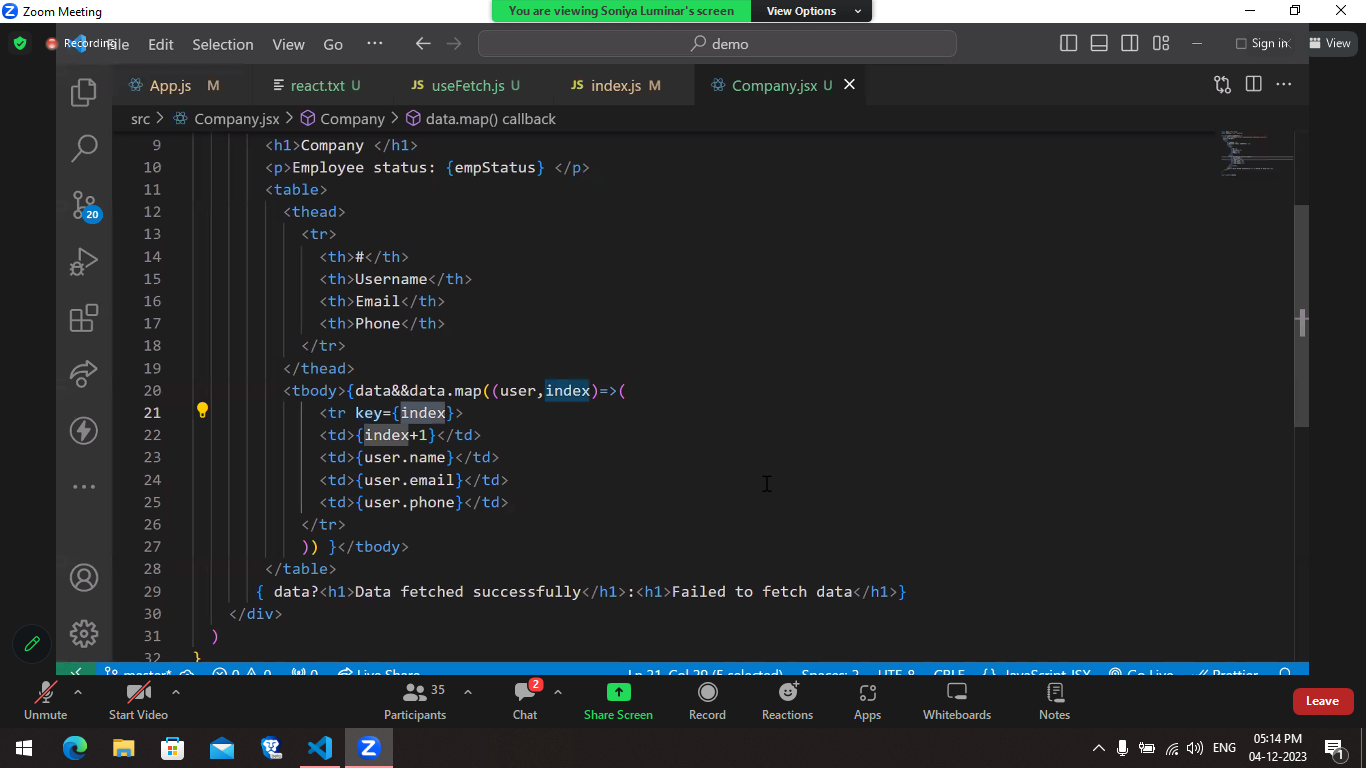 Zoom Meeting
You are viewing Soniya Luminar's screen View Options
Recording File Edit Selection View Go ··· demo Sign in View
App.js M react.txt U JS useFetch.js U JS index.js M Company.jsx U
src > Company.jsx > Company > data.map() callback
9 <h1>Company </h1>
10 <p>Employee status: {empStatus} </p>
11 <table>
12 <thead>
13 <tr>
14 <th>#</th>
15 <th>Username</th>
16 <th>Email</th>
17 <th>Phone</th>
18 </tr>
19 </thead>
20 <tbody>{data&&data.map((user,index)=>(
21 <tr key={index}>
22 <td>{index+1}</td>
23 <td>{user.name}</td>
24 <td>{user.email}</td>
25 <td>{user.phone}</td>
26 </tr>
27 )) }</tbody>
28 </table>
29 { data?<h1>Data fetched successfully</h1>:<h1>Failed to fetch data</h1>}
30 </div>
31 )
32 }
20
master* 0 0 0 Live Share Ln 21, Col 29 (5 selected) Spaces: 2 UTF-8 CRLF {} JavaScript JSX Go Live Prettier
Unmute Start Video Participants 35 Chat 2 Share Screen Record Reactions Apps Whiteboards Notes Leave
ENG 05:14 PM
04-12-2023 1